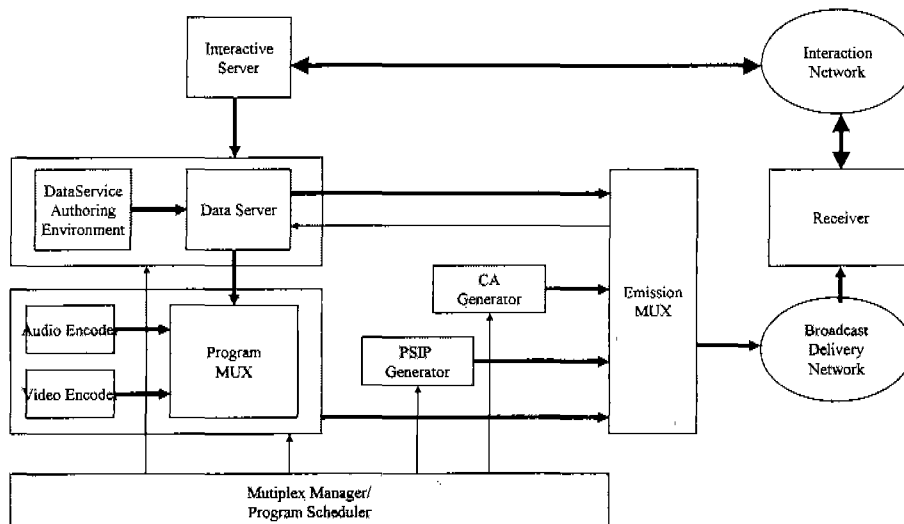 Interactive
Server
Interaction
Network
DataService
Authoring
Environment
Data Server
Receiver
CA
Generator
Emission
MUX
Audio Encoder
Program
MUX
PSIP
Generator
Broadcast
Delivery
Network
Video Encoder
Mutiplex Manager/
Program Scheduler